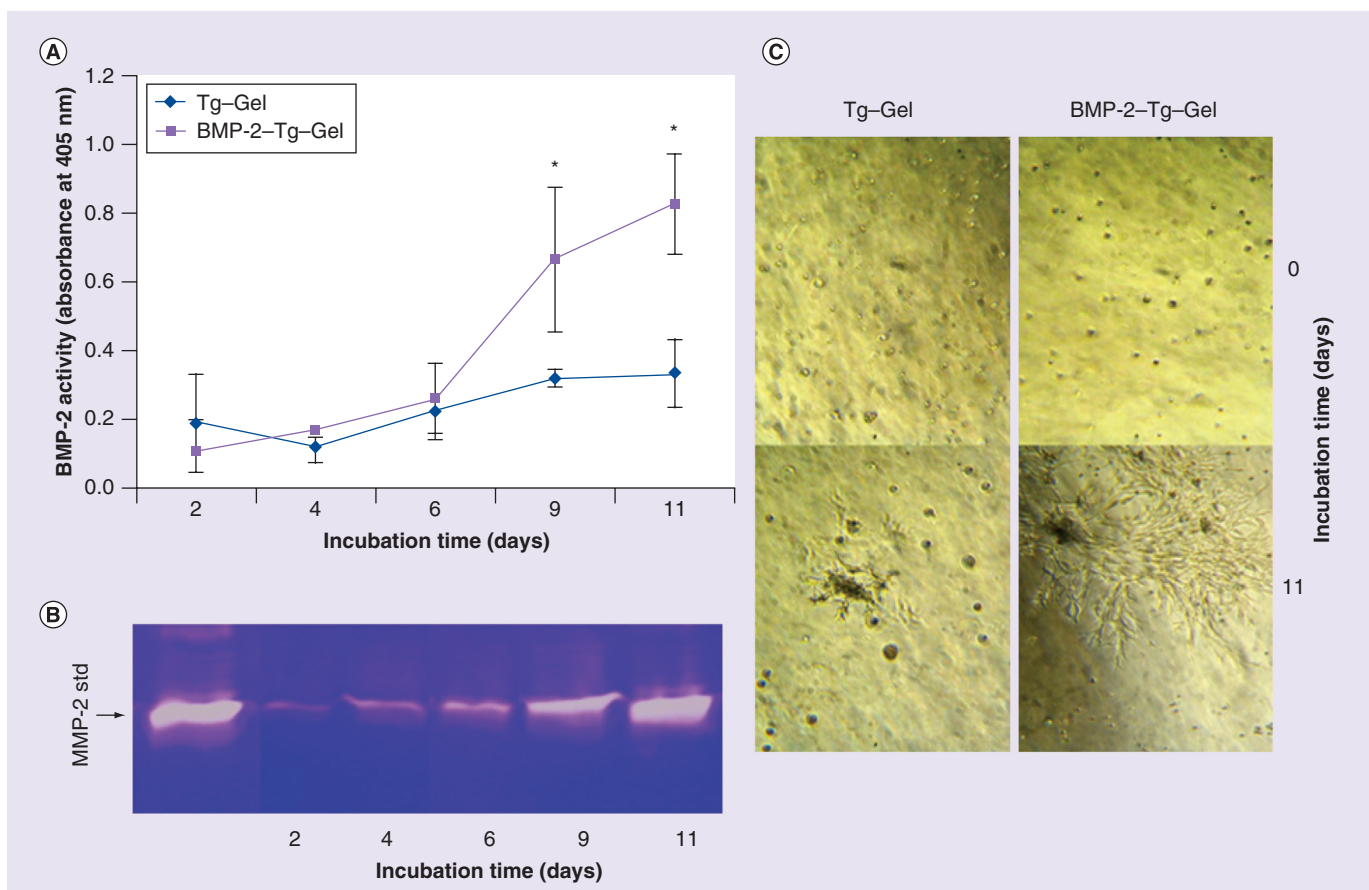 A
BMP-2 activity (absorbance at 405 nm)
1.2
1.0
0.8
0.6
0.4
0.2
0.0
Tg–Gel
BMP-2–Tg–Gel
*
*
2 4 6 9 11
Incubation time (days)
B
MMP-2 std
2 4 6 9 11
Incubation time (days)
C
Tg–Gel BMP-2–Tg–Gel
0
11
Incubation time (days)